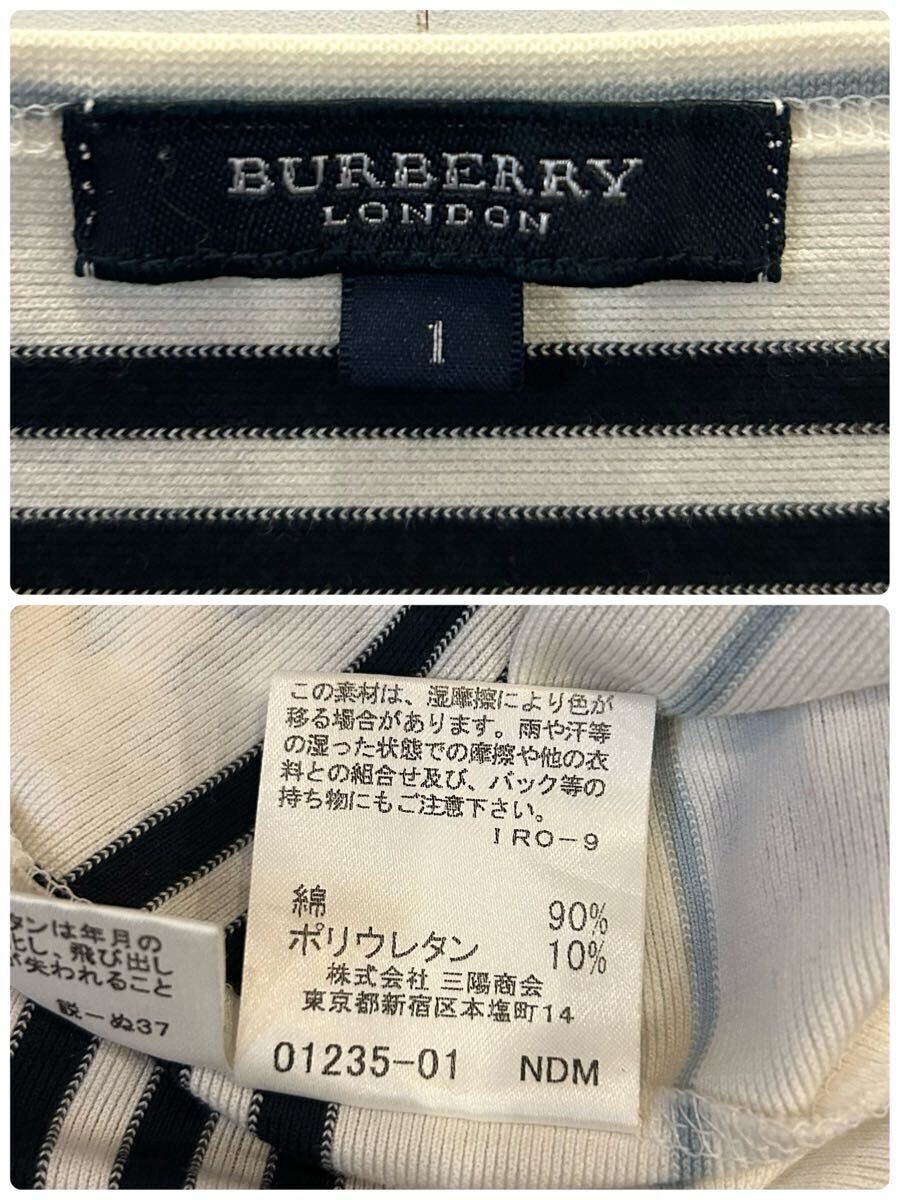 BURBERRY
LONDON
1
この素材は、湿摩擦により色が
移る場合があります。雨や汗等
の湿った状態での摩擦や他の衣
料との組合せ及び、バック等の
持ち物にもご注意下さい。
IRO-9
綿 90%
ポリウレタン 10%
株式会社 三陽商会
東京都新宿区本塩町14
01235-01 NDM
タンは年月の
化し、飛び出し
が失われること
説-ぬ37